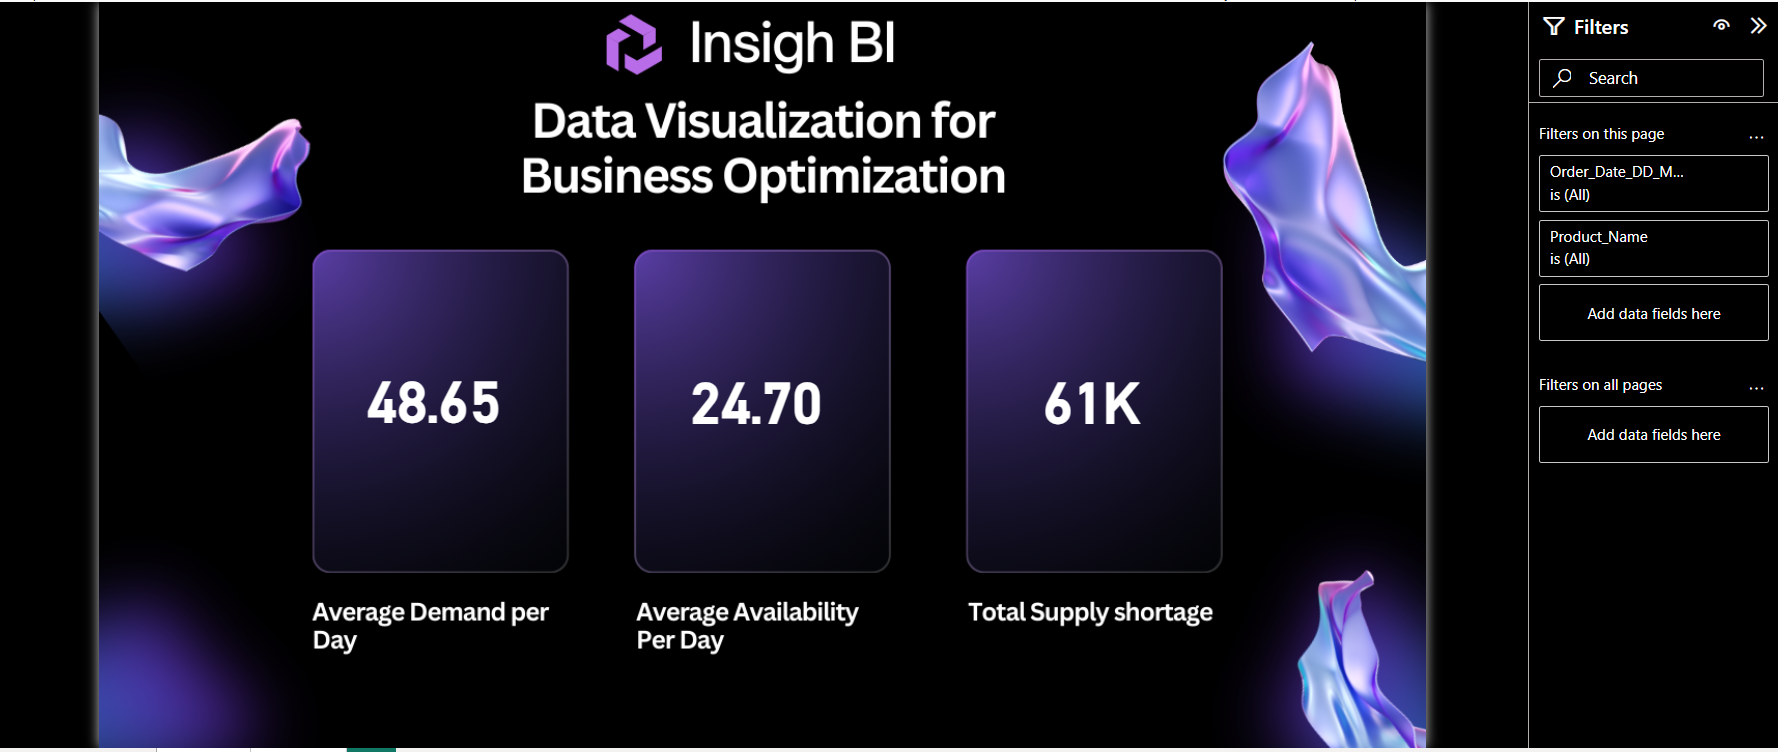 Insigh BI
Data Visualization for
Business Optimization
48.65
24.70
61K
Average Demand per
Day
Average Availability
Per Day
Total Supply shortage
Filters
Search
Filters on this page
...
Order_Date_DD_M...
is (All)
Product_Name
is (All)
Add data fields here
Filters on all pages
...
Add data fields here